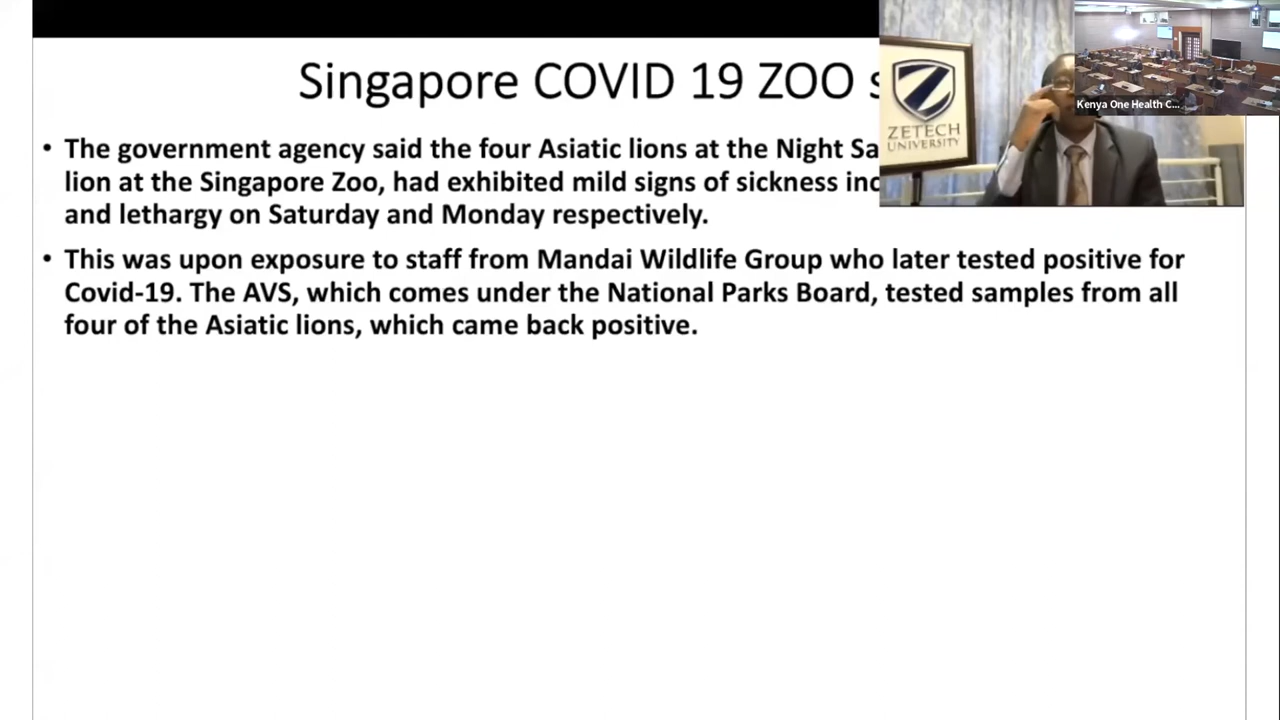 Singapore COVID 19 ZOO
• The government agency said the four Asiatic lions at the Night
lion at the Singapore Zoo, had exhibited mild signs of sickness
and lethargy on Saturday and Monday respectively.
• This was upon exposure to staff from Mandai Wildlife Group who later tested positive for
Covid-19. The AVS, which comes under the National Parks Board, tested samples from all
four of the Asiatic lions, which came back positive.
Z
ZETECH
UNIVERSITY
Kenya One Health C...